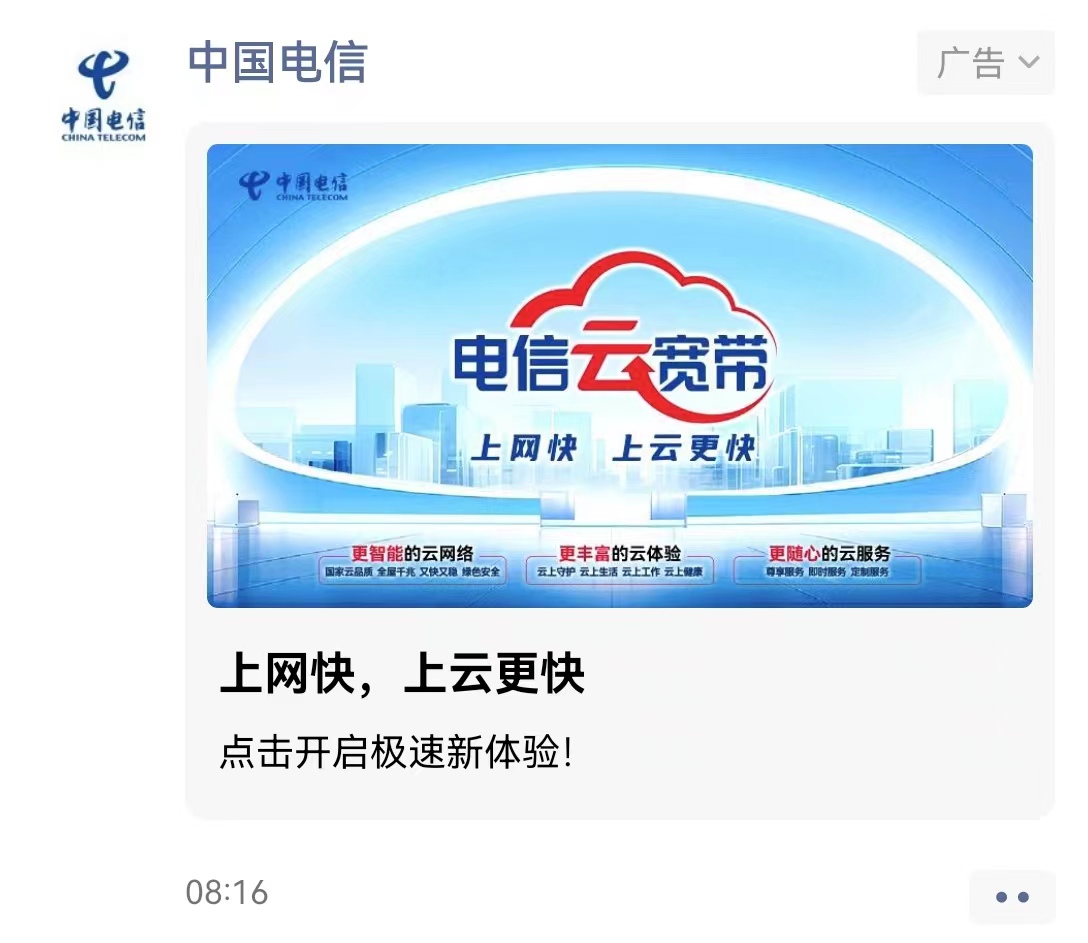 中国电信
广告
中国电信
CHINA TELECOM
中国电信
CHINA TELECOM
电信云宽带
上网快 上云更快
更智能的云网络
国家云品质 全屋千兆 又快又稳 绿色安全
更丰富的云体验
云上守护 云上生活 云上工作 云上健康
更随心的云服务
尊享服务 即时服务 定制服务
上网快，上云更快
点击开启极速新体验！
08:16